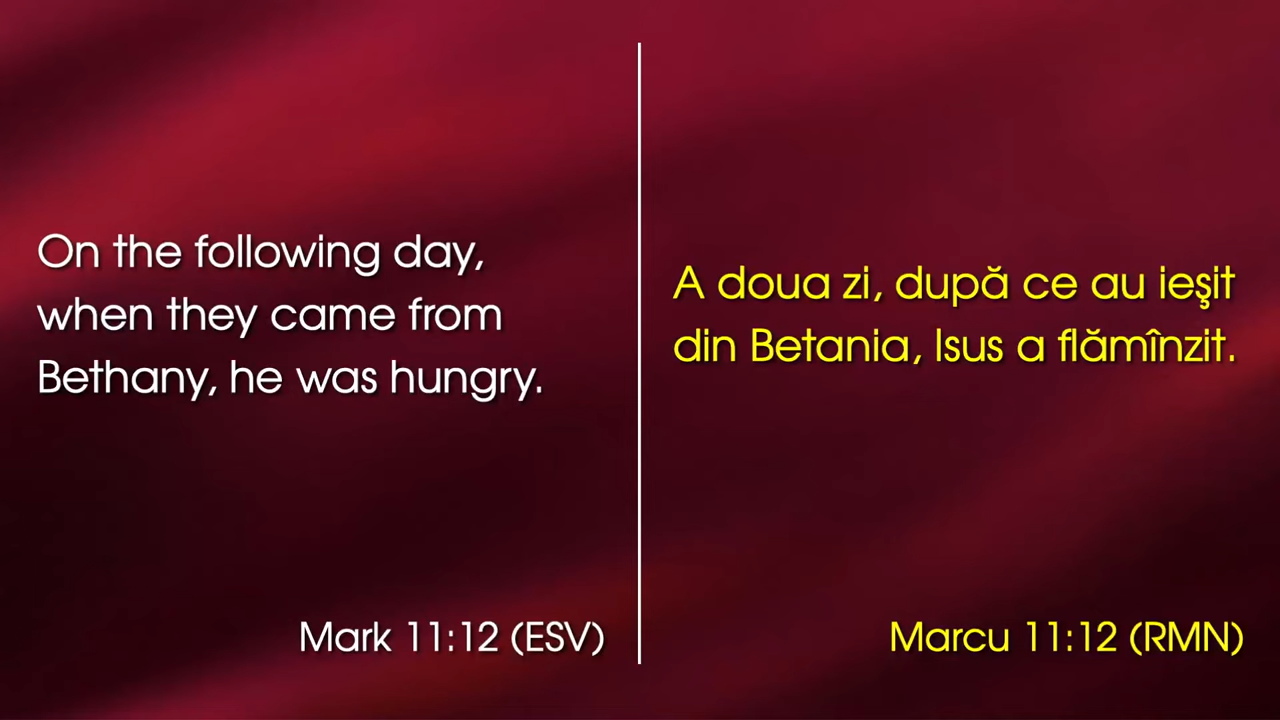 On the following day,
when they came from
Bethany, he was hungry.
Mark 11:12 (ESV)
A doua zi, după ce au ieşit
din Betania, Isus a flămînzit.
Marcu 11:12 (RMN)